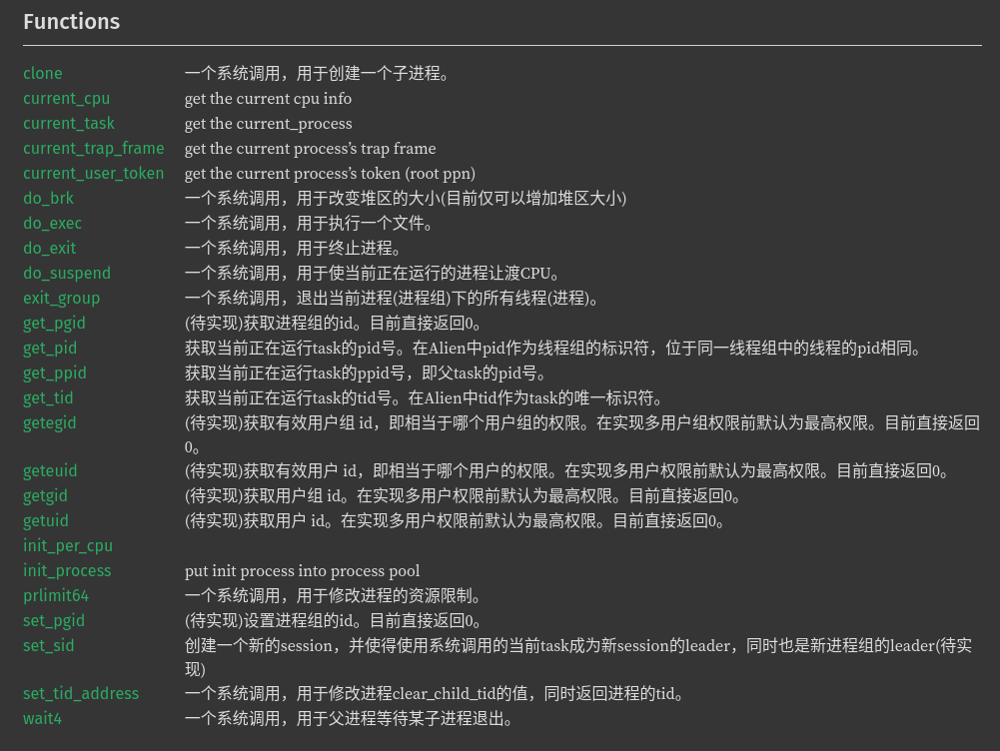 Functions
clone 一个系统调用，用于创建一个子进程。
current_cpu get the current cpu info
current_task get the current_process
current_trap_frame get the current process’s trap frame
current_user_token get the current process’s token (root ppn)
do_brk 一个系统调用，用于改变堆区的大小(目前仅可以增加堆区大小)
do_exec 一个系统调用，用于执行一个文件。
do_exit 一个系统调用，用于终止进程。
do_suspend 一个系统调用，用于使当前正在运行的进程让渡CPU。
exit_group 一个系统调用，退出当前进程(进程组)下的所有线程(进程)。
get_pgid (待实现)获取进程组的id。目前直接返回0。
get_pid 获取当前正在运行task的pid号。在Alien中pid作为线程组的标识符，位于同一线程组中的线程的pid相同。
get_ppid 获取当前正在运行task的ppid号，即父task的pid号。
get_tid 获取当前正在运行task的tid号。在Alien中tid作为task的唯一标识符。
getegid (待实现)获取有效用户组 id，即相当于哪个用户组的权限。在实现多用户组权限前默认为最高权限。目前直接返回
0。
geteuid (待实现)获取有效用户 id，即相当于哪个用户的权限。在实现多用户权限前默认为最高权限。目前直接返回0。
getgid (待实现)获取用户组 id。在实现多用户权限前默认为最高权限。目前直接返回0。
getuid (待实现)获取用户 id。在实现多用户权限前默认为最高权限。目前直接返回0。
init_per_cpu
init_process put init process into process pool
prlimit64 一个系统调用，用于修改进程的资源限制。
set_pgid (待实现)设置进程组的id。目前直接返回0。
set_sid 创建一个新的session，并使得使用系统调用的当前task成为新session的leader，同时也是新进程组的leader(待实
现)
set_tid_address 一个系统调用，用于修改进程clear_child_tid的值，同时返回进程的tid。
wait4 一个系统调用，用于父进程等待某子进程退出。